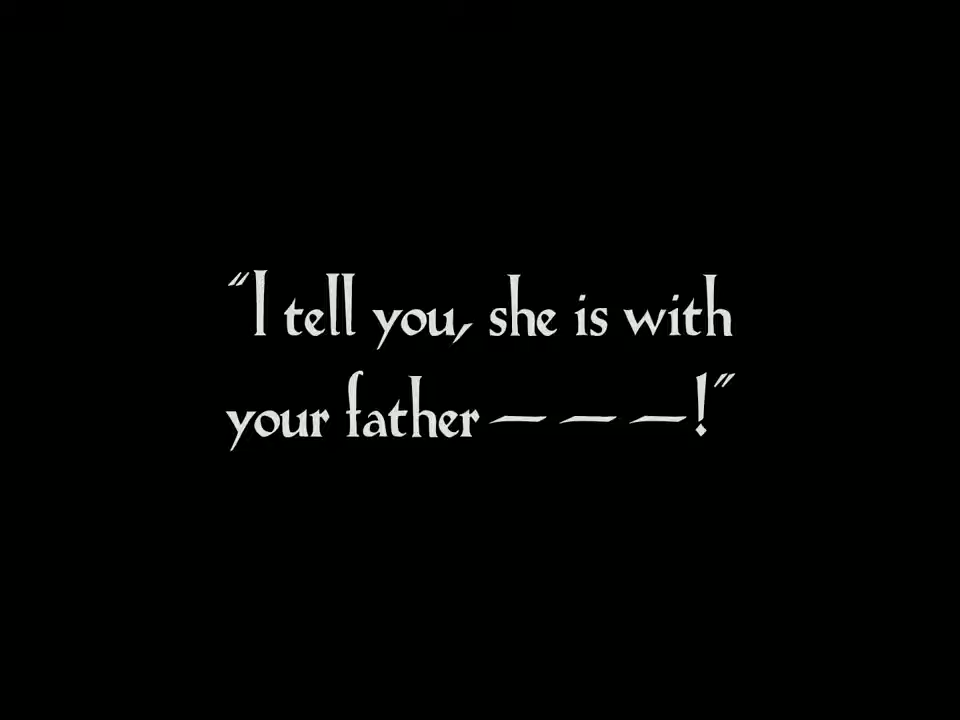 “I tell you, she is with
your father — — —!”